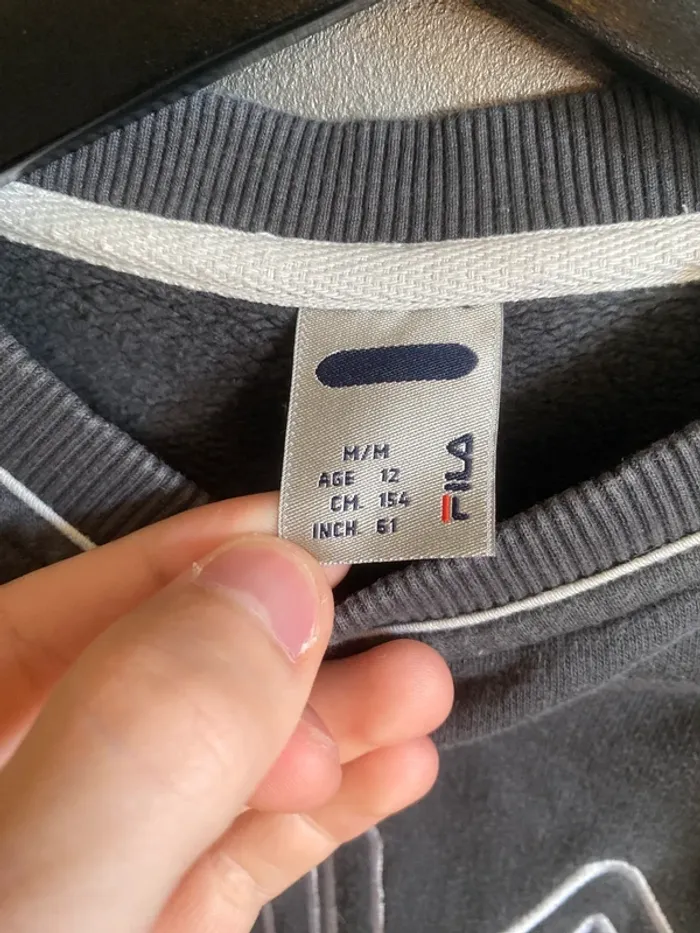 M/M
AGE 12
CM. 154
INCH 61
FILA